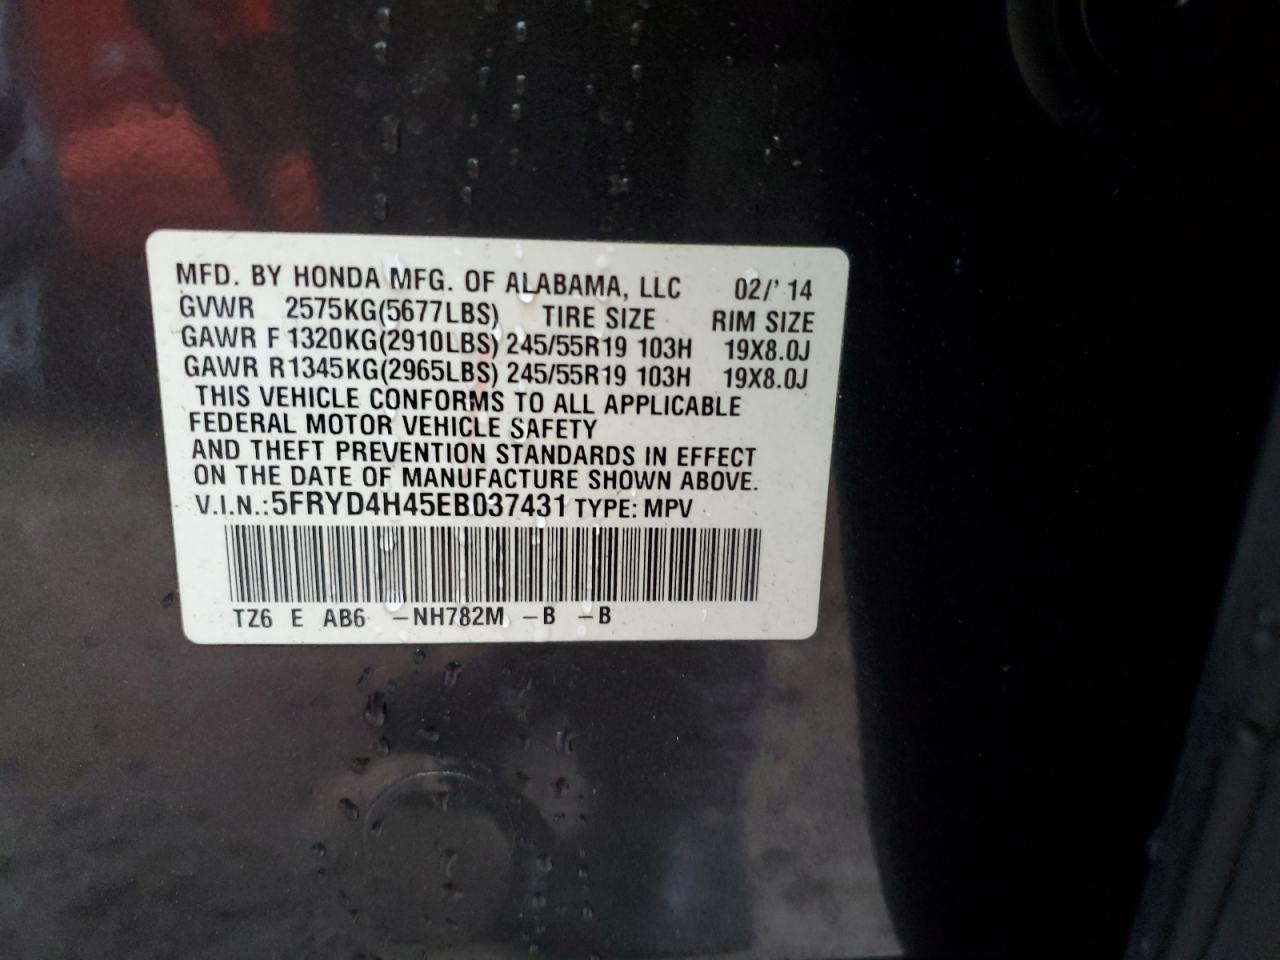 MFD. BY HONDA MFG. OF ALABAMA, LLC 02/' 14
GVWR 2575KG(5677LBS) TIRE SIZE RIM SIZE
GAWR F 1320KG(2910LBS) 245/55R19 103H 19X8.0J
GAWR R1345KG(2965LBS) 245/55R19 103H 19X8.0J
THIS VEHICLE CONFORMS TO ALL APPLICABLE
FEDERAL MOTOR VEHICLE SAFETY
AND THEFT PREVENTION STANDARDS IN EFFECT
ON THE DATE OF MANUFACTURE SHOWN ABOVE.
V.I.N.:5FRYD4H45EB037431 TYPE: MPV
TZ6 E AB6 -NH782M -B -B